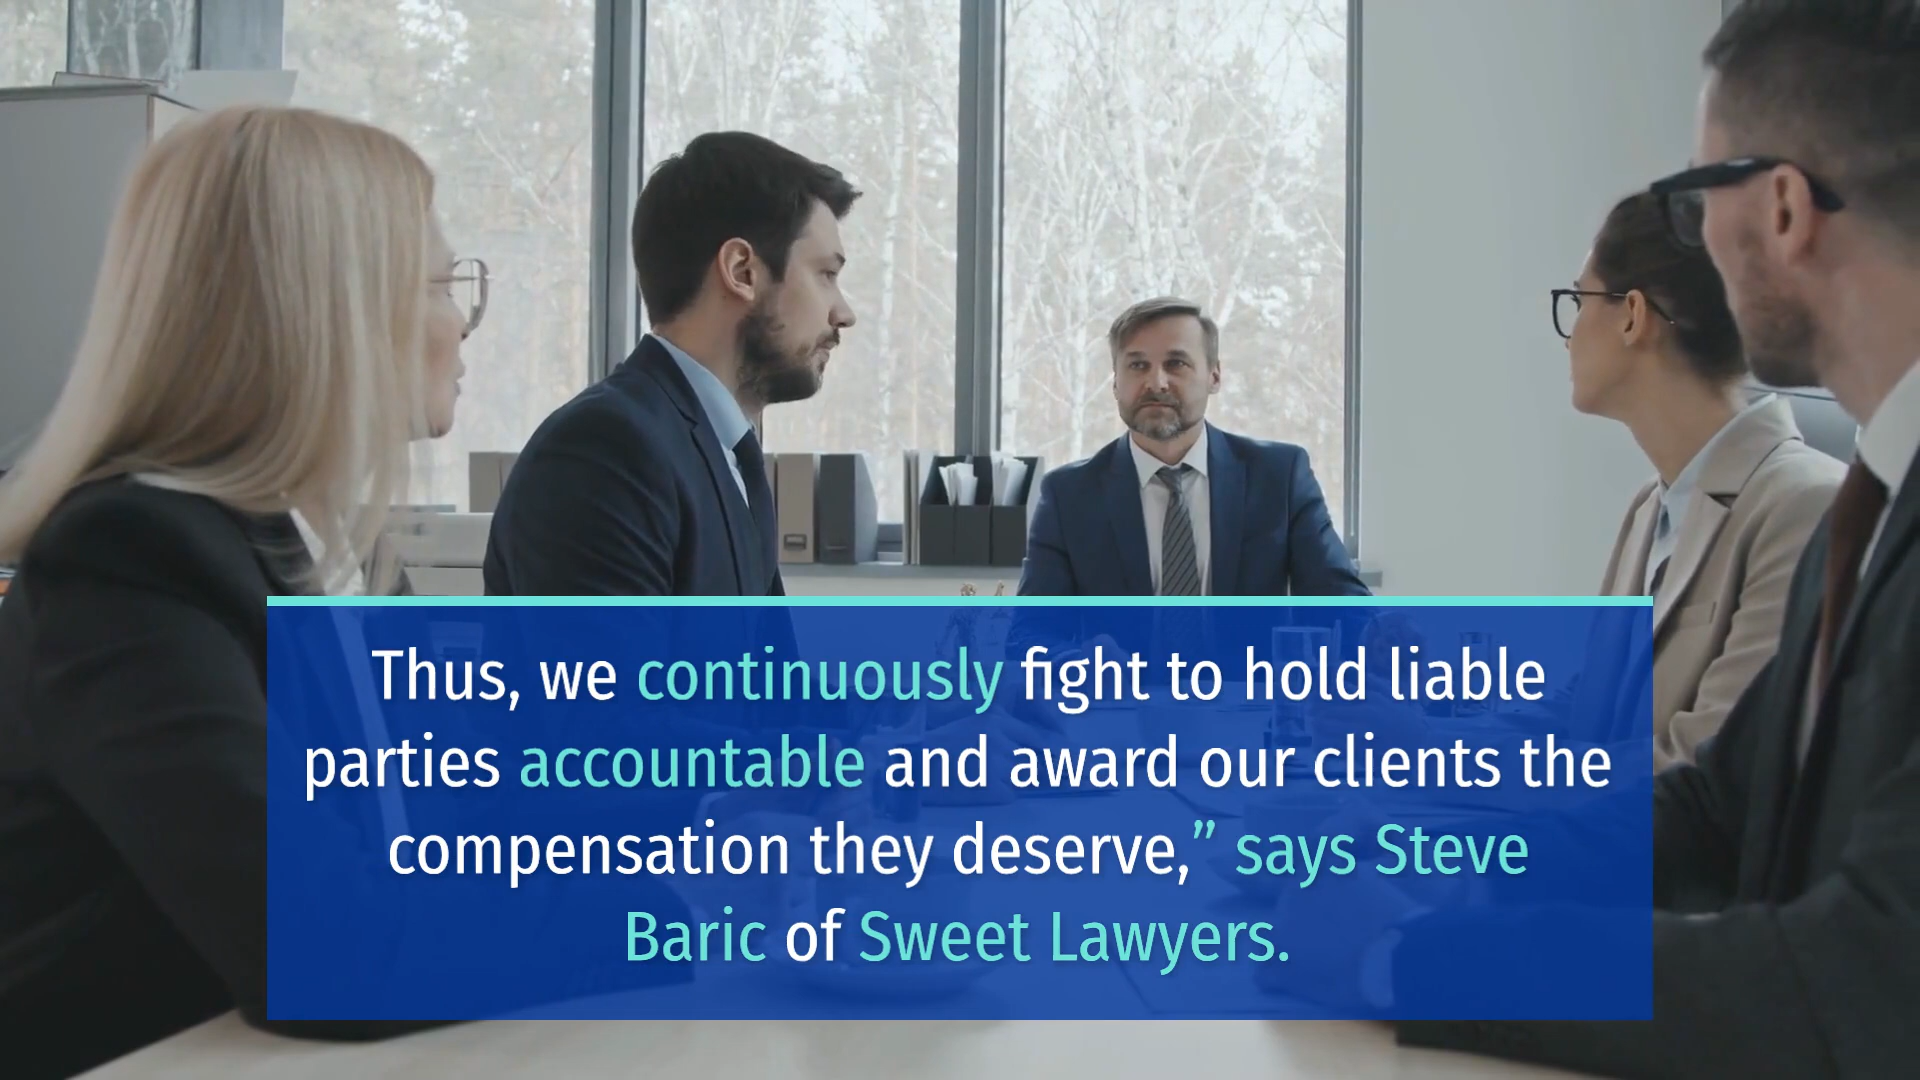 Thus, we continuously fight to hold liable
parties accountable and award our clients the
compensation they deserve,” says Steve
Baric of Sweet Lawyers.